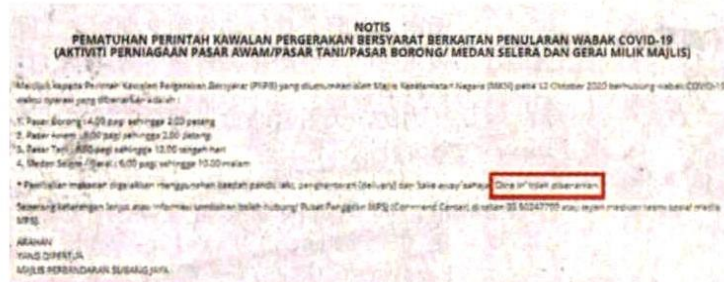 NOTIS
PEMATUHAN PERINTAH KAWALAN PERGERAKAN BERSYARAT BERKAITAN PENULARAN WABAK COVID-19
(AKTIVITI PERNIAGAAN PASAR AWAM/PASAR TANI/PASAR BORONG/ MEDAN SELERA DAN GERAI MILIK MAJLIS)
Merujuk kepada Perintah Kawalan Pergerakan Bersyarat (PKPB) yang diumumkan oleh Majlis Keselamatan Negara (MKN) pada 12 Oktober 2020 berhubung wabak COVID-19
waktu operasi yang dibenarkan adalah :
1. Pasar Borong : 4.00 pagi sehingga 2.00 petang
2. Pasar Awam : 6.00 pagi sehingga 2.00 petang
3. Pasar Tani : 6.00 pagi sehingga 12.00 tengah hari
4. Medan Selera / Gerai : 6.00 pagi sehingga 10.00 malam
* Pembelian makanan digalakkan menggunakan kaedah pandu lalu, penghantaran (delivery) dan take away sahaja. Dine in tidak dibenarkan.
Sebarang keterangan lanjut atau informasi tambahan boleh hubungi Pusat Panggilan MPSJ (Command Center) di talian atau layari medium rasmi sosial media
MPSJ.
ARAHAN
YANG DIPERTUA
MAJLIS PERBANDARAN SUBANG JAYA